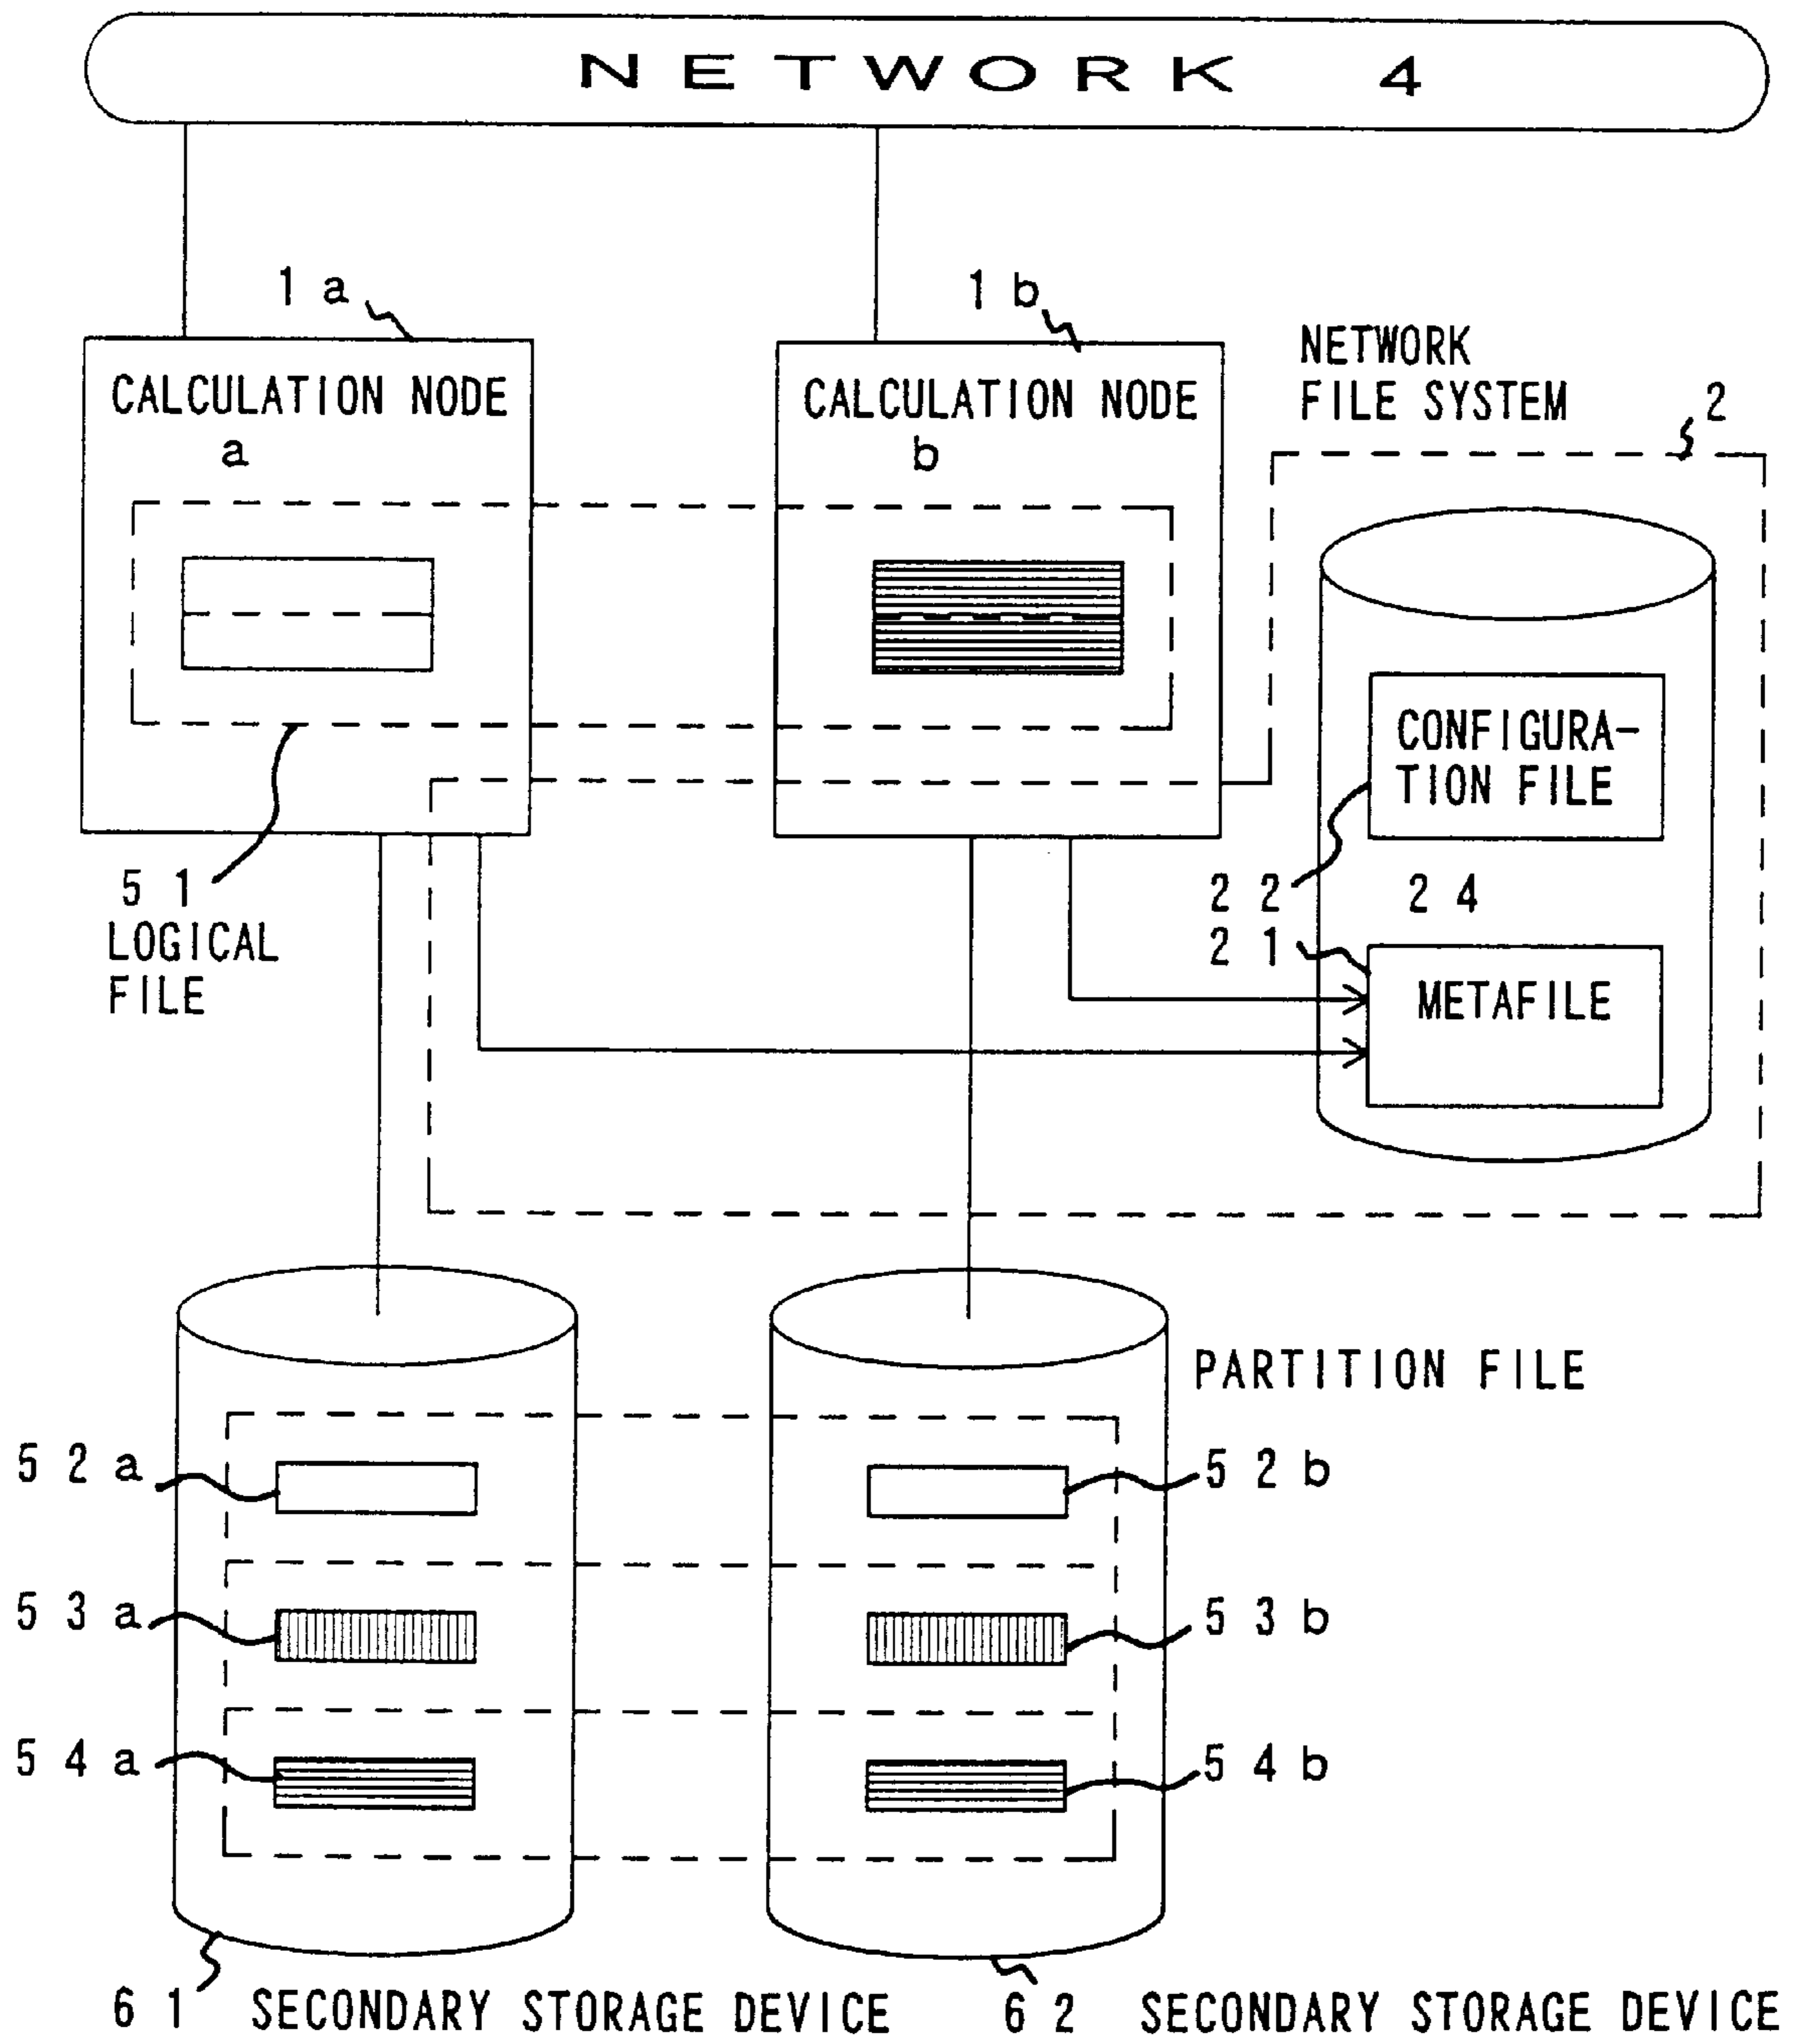 NETWORK 4
1a
1b
CALCULATION NODE
a
CALCULATION NODE
b
NETWORK
FILE SYSTEM
2
CONFIGURA-
TION FILE
51
LOGICAL
FILE
22
24
21
METAFILE
PARTITION FILE
52a
52b
53a
53b
54a
54b
61 SECONDARY STORAGE DEVICE
62 SECONDARY STORAGE DEVICE